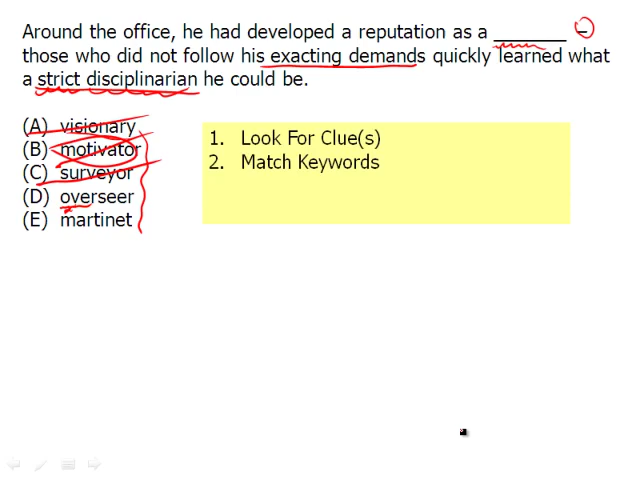 Around the office, he had developed a reputation as a _______ –
those who did not follow his exacting demands quickly learned what
a strict disciplinarian he could be.
(A) visionary
(B) motivator
(C) surveyor
(D) overseer
(E) martinet
1. Look For Clue(s)
2. Match Keywords